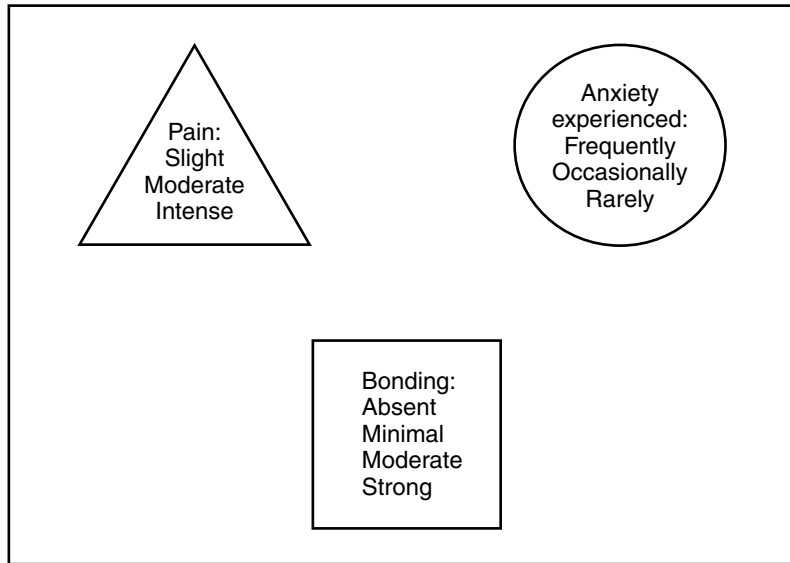 Pain:
Slight
Moderate
Intense
Anxiety
experienced:
Frequently
Occasionally
Rarely
Bonding:
Absent
Minimal
Moderate
Strong